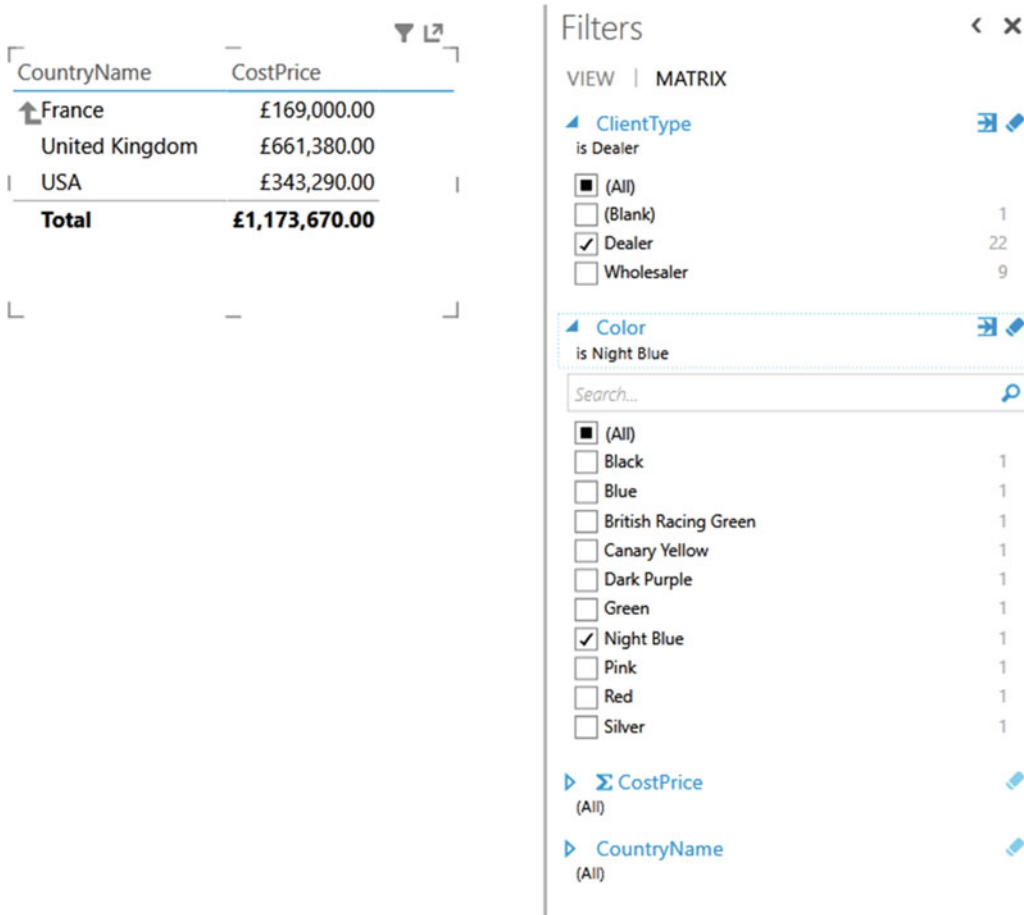 CountryName CostPrice
France £169,000.00
United Kingdom £661,380.00
USA £343,290.00
Total £1,173,670.00
Filters
VIEW | MATRIX
ClientType
is Dealer
(All)
(Blank) 1
Dealer 22
Wholesaler 9
Color
is Night Blue
Search...
(All)
Black 1
Blue 1
British Racing Green 1
Canary Yellow 1
Dark Purple 1
Green 1
Night Blue 1
Pink 1
Red 1
Silver 1
Σ CostPrice
(All)
CountryName
(All)